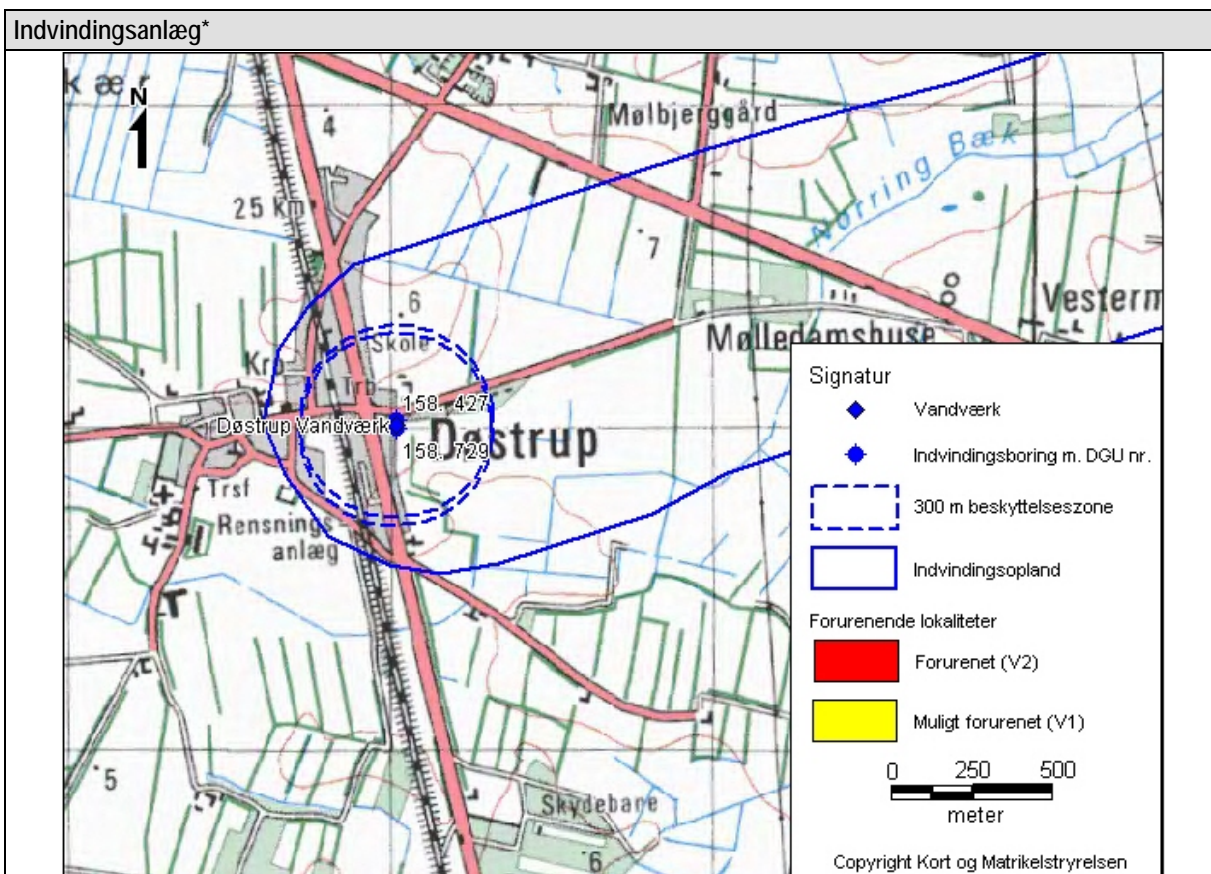 Indvindingsanlæg*
k æ r
N
4
Mølbjerggård
Nørring Bæk
25 km
7
6
Vesterm
Mølledamshuse
Skole
Kro
Trb
158. 427
Døstrup Vandværk
Døstrup
158. 729
Trsf
Rensnings-
anlæg
5
Skydebane
6
Signatur
Vandværk
Indvindingsboring m. DGU nr.
300 m beskyttelseszone
Indvindingsopland
Forurenende lokaliteter
Forurenet (V2)
Muligt forurenet (V1)
0 250 500
meter
Copyright Kort og Matrikelstryrelsen